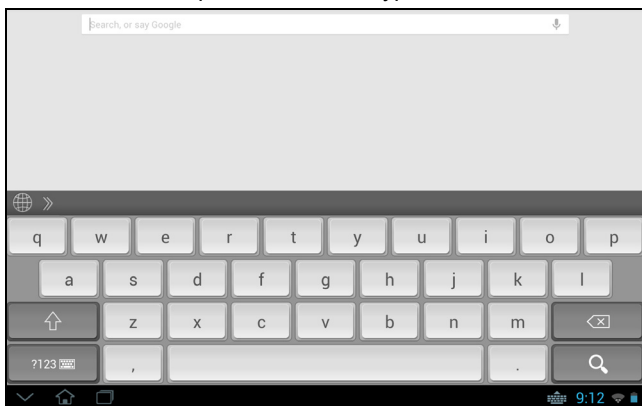 Search, or say Google
q w e r t y u i o p
a s d f g h j k l
z x c v b n m
?123 , .
9:12